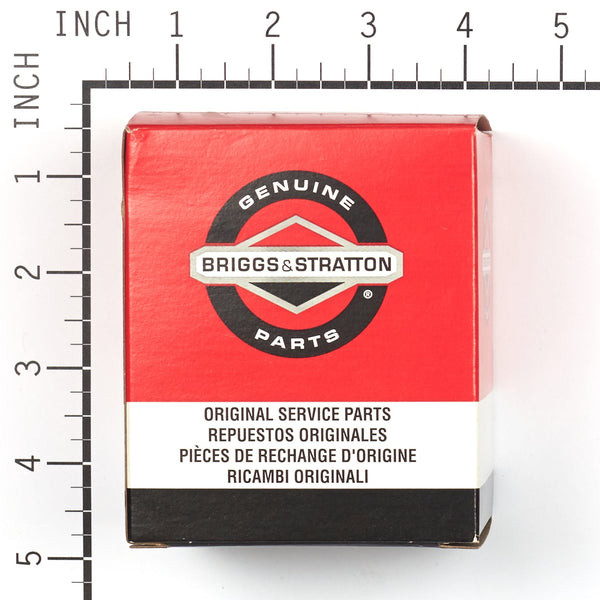 INCH 1 2 3 4 5
INCH
1
2
3
4
5
GENUINE
BRIGGS&STRATTON
®
PARTS
ORIGINAL SERVICE PARTS
REPUESTOS ORIGINALES
PIÈCES DE RECHANGE D'ORIGINE
RICAMBI ORIGINALI